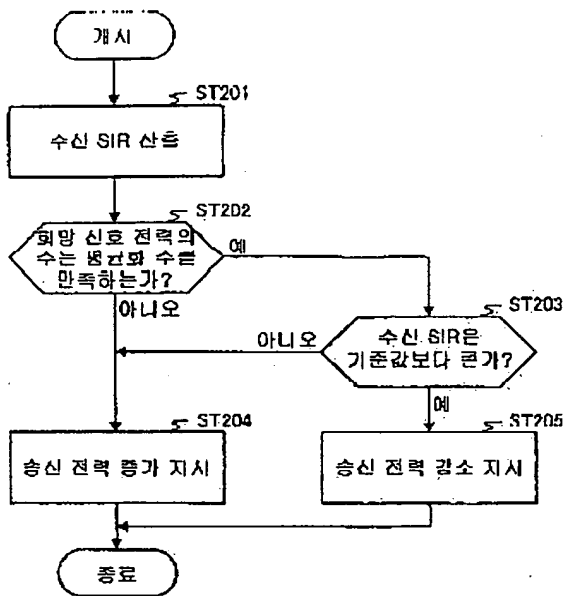 개시
ST201
수신 SIR 산출
ST202
희망 신호 전력의
수는 평균화 수를
만족하는가?
예
아니오
ST203
수신 SIR은
기준값보다 큰가?
아니오
예
ST204
송신 전력 증가 지시
ST205
송신 전력 감소 지시
종료